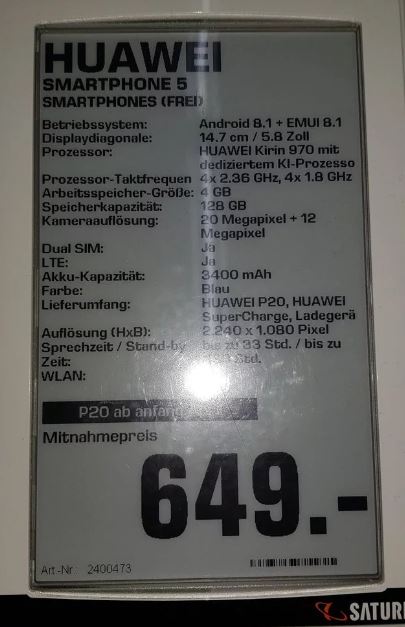 HUAWEI
SMARTPHONE 5
SMARTPHONES (FREI)
Betriebssystem: Android 8.1 + EMUI 8.1
Displaydiagonale: 14.7 cm / 5.8 Zoll
Prozessor: HUAWEI Kirin 970 mit
dediziertem KI-Prozesso
Prozessor-Taktfrequen 4x 2.36 GHz, 4x 1.8 GHz
Arbeitsspeicher-Größe: 4 GB
Speicherkapazität: 128 GB
Kameraauflösung: 20 Megapixel + 12
Megapixel
Dual SIM: Ja
LTE: Ja
Akku-Kapazität: 3400 mAh
Farbe: Blau
Lieferumfang: HUAWEI P20, HUAWEI
SuperCharge, Ladegerä
Auflösung (HxB): 2.240 x 1.080 Pixel
Sprechzeit / Stand-by bis zu 33 Std. / bis zu
Zeit: Std.
WLAN:
P20 ab anfang
Mitnahmepreis
649.-
Art.-Nr. 2400473
SATUR